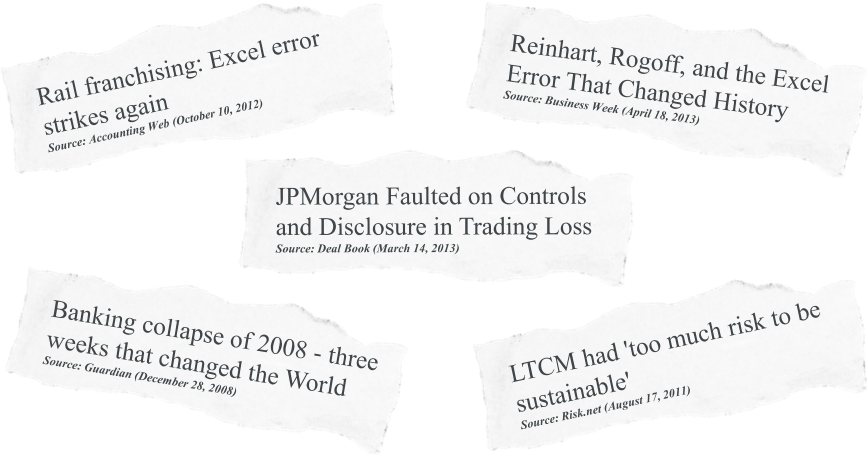 Rail franchising: Excel error
strikes again
Source: Accounting Web (October 10, 2012)
Reinhart, Rogoff, and the Excel
Error That Changed History
Source: Business Week (April 18, 2013)
JPMorgan Faulted on Controls
and Disclosure in Trading Loss
Source: Deal Book (March 14, 2013)
Banking collapse of 2008 - three
weeks that changed the World
Source: Guardian (December 28, 2008)
LTCM had 'too much risk to be
sustainable'
Source: Risk.net (August 17, 2011)